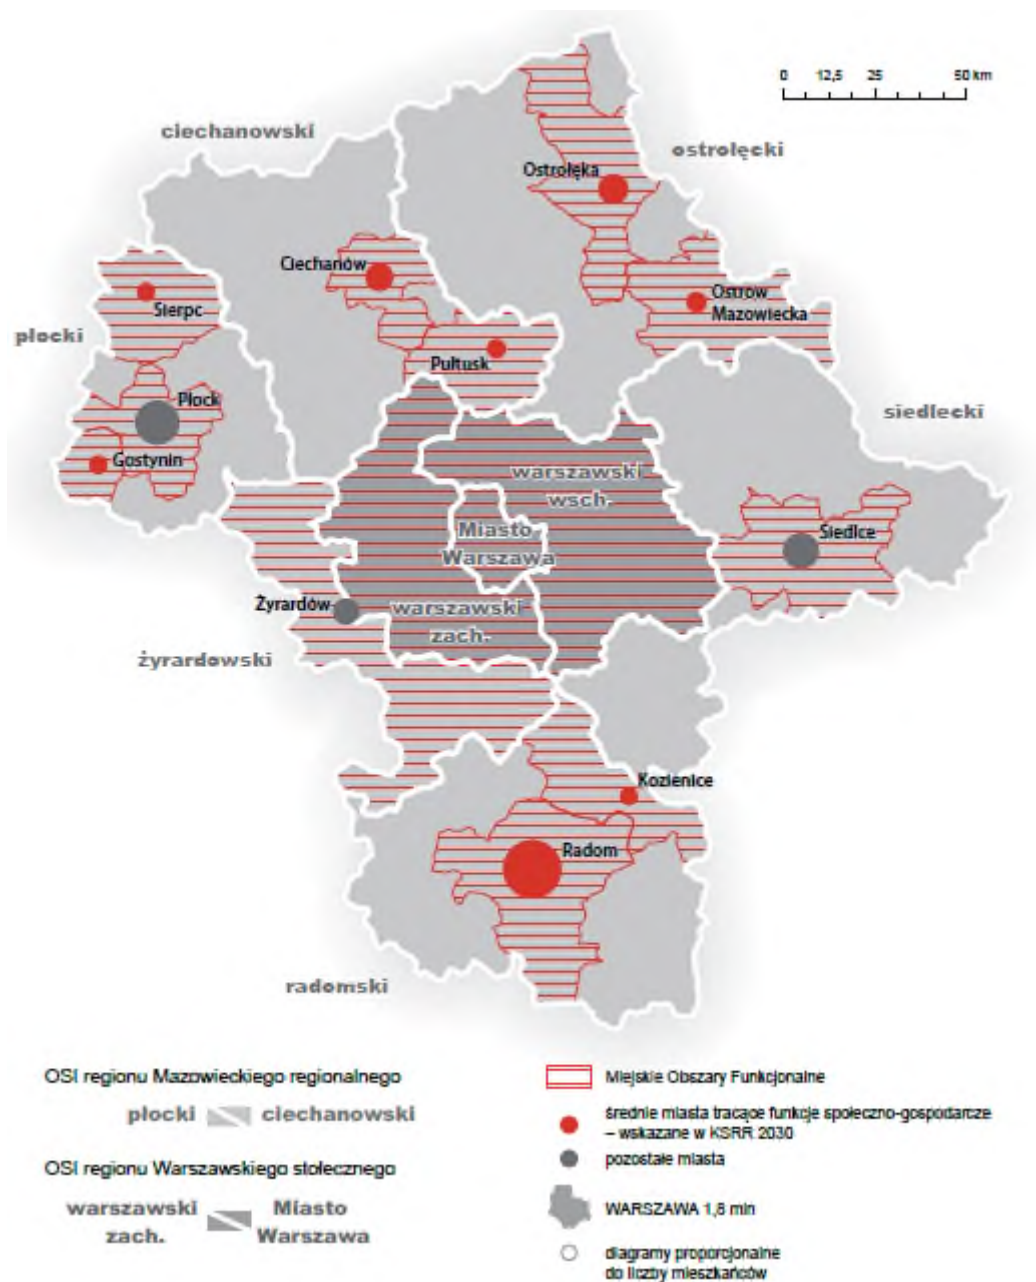 0 12,5 25 50 km
ciechanowski
ostrołęcki
Ostrołęka
Ciechanów
Sierpc
Ostrow
Mazowiecka
płocki
Pułtusk
Płock
siedlecki
Gostynin
warszawski
wsch.
Miasto
Warszawa
Siedlce
Żyrardów
warszawski
zach.
żyrardowski
Kozienice
Radom
radomski
OSI regionu Mazowieckiego regionalnego
płocki ciechanowski
OSI regionu Warszawskiego stołecznego
warszawski
zach.
Miasto
Warszawa
Miejskie Obszary Funkcjonalne
średnie miasta tracące funkcje społeczno-gospodarcze
– wskazane w KSRR 2030
pozostałe miasta
WARSZAWA 1,8 mln
diagramy proporcjonalne
do liczby mieszkańców